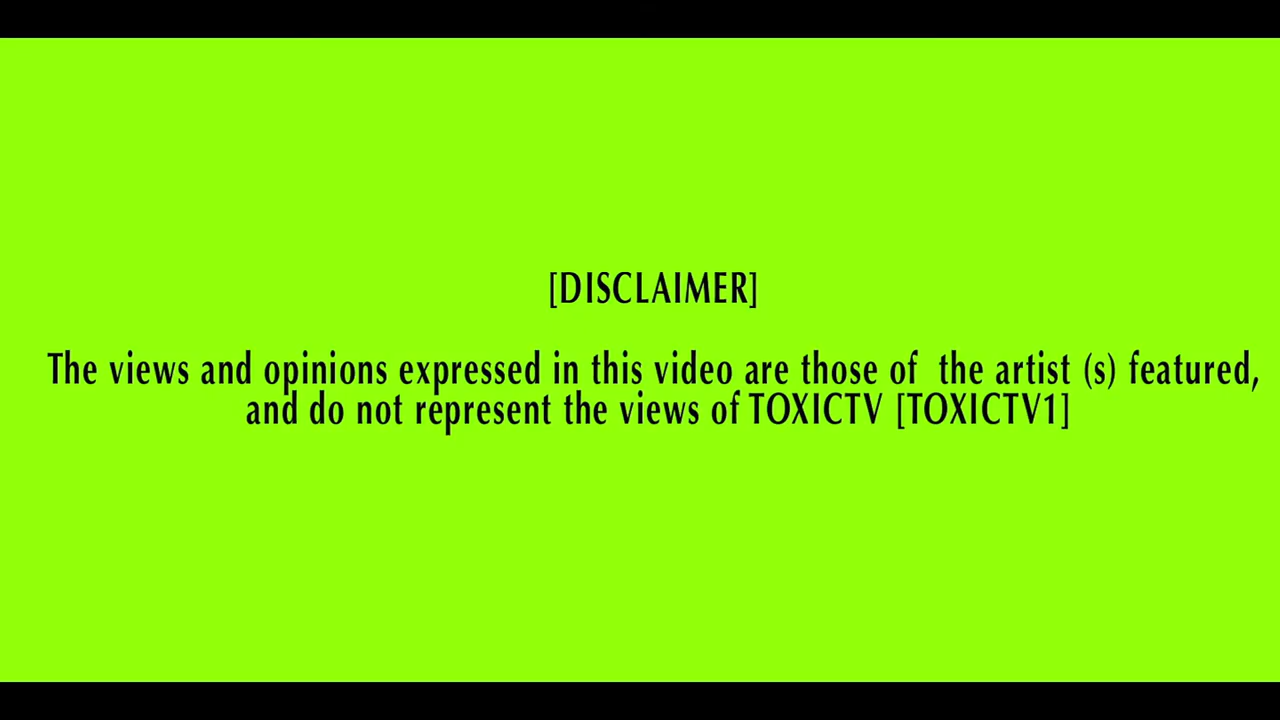 [DISCLAIMER]
The views and opinions expressed in this video are those of  the artist (s) featured,
and do not represent the views of TOXICTV [TOXICTV1]